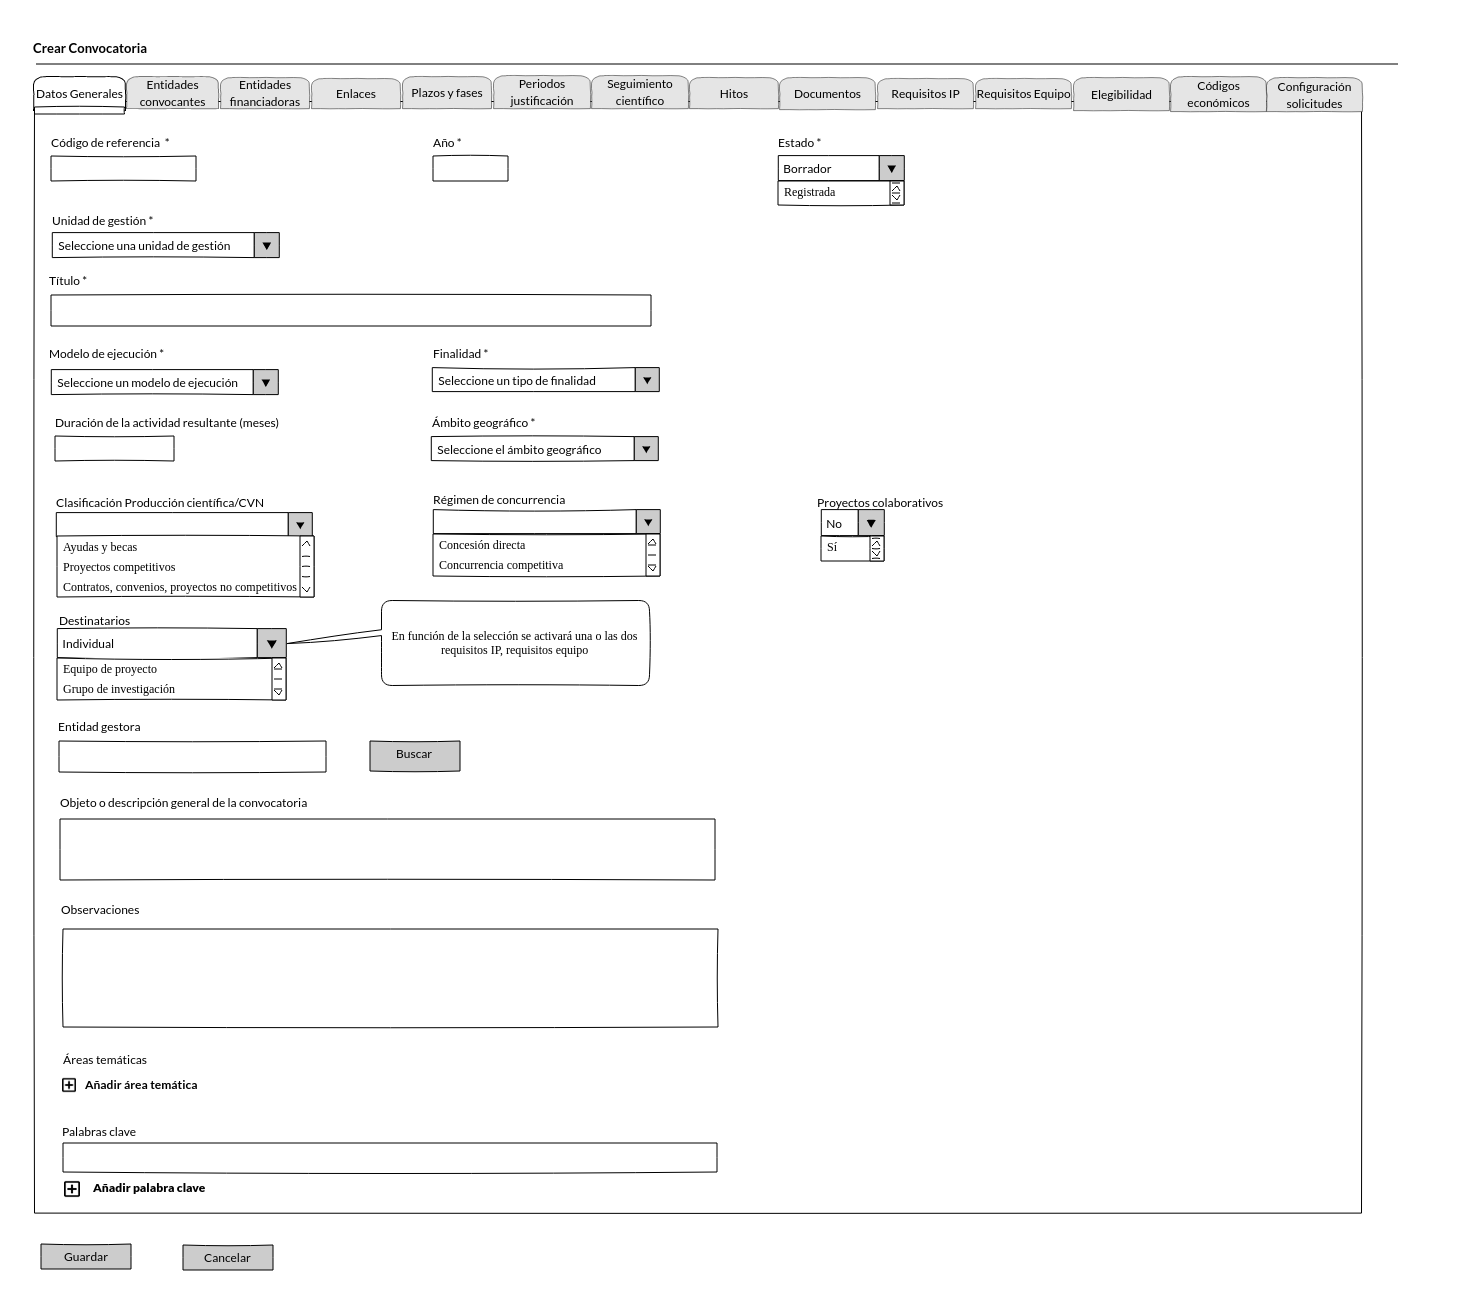 Crear Convocatoria
Datos Generales
Entidades
convocantes
Entidades
financiadoras
Enlaces
Plazos y fases
Periodos
justificación
Seguimiento
científico
Hitos
Documentos
Requisitos IP
Requisitos Equipo
Elegibilidad
Códigos
económicos
Configuración
solicitudes
Código de referencia *
Año *
Estado *
Borrador
Registrada
Unidad de gestión *
Seleccione una unidad de gestión
Título *
Modelo de ejecución *
Finalidad *
Seleccione un modelo de ejecución
Seleccione un tipo de finalidad
Duración de la actividad resultante (meses)
Ámbito geográfico *
Seleccione el ámbito geográfico
Clasificación Producción científica/CVN
Régimen de concurrencia
Proyectos colaborativos
No
Sí
Ayudas y becas
Proyectos competitivos
Contratos, convenios, proyectos no competitivos
Concesión directa
Concurrencia competitiva
Destinatarios
Individual
Equipo de proyecto
Grupo de investigación
En función de la selección se activará una o las dos
requisitos IP, requisitos equipo
Entidad gestora
Buscar
Objeto o descripción general de la convocatoria
Observaciones
Áreas temáticas
Añadir área temática
Palabras clave
Añadir palabra clave
Guardar
Cancelar